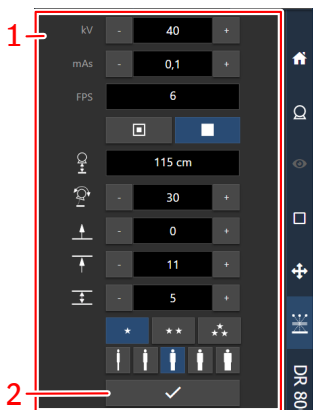 1
kV - 40 +
mAs - 0,1 +
FPS 6
115 cm
- 30 +
- 0 +
- 11 +
- 5 +
2
DR 80